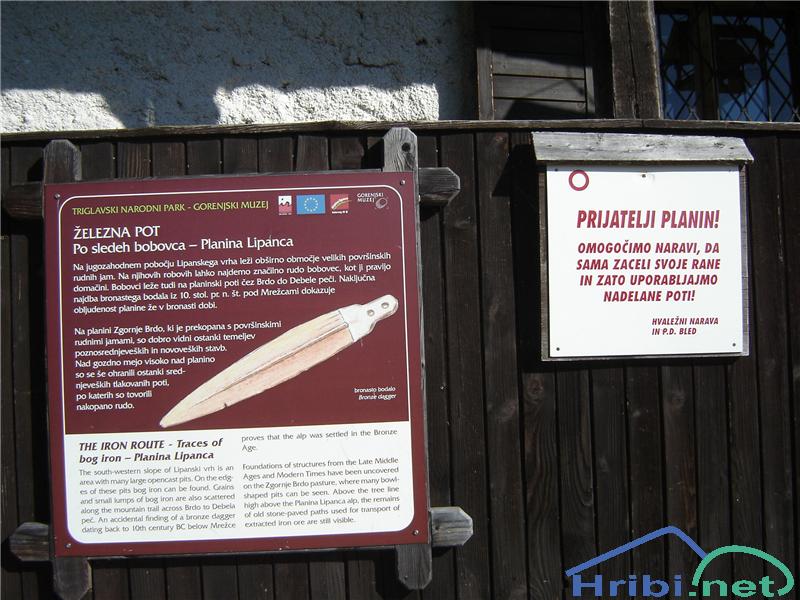 TRIGLAVSKI NARODNI PARK - GORENJSKI MUZEJ
GORENJSKI
MUZEJ
ŽELEZNA POT
Po sledeh bobovca – Planina Lipanca
Na jugozahodnem pobočju Lipanskega vrha leži obširno območje velikih površinskih
rudnih jam. Na njihovih robovih lahko najdemo značilno rudo bobovec, kot ji pravijo
domačini. Bobovci leže tudi na planinski poti čez Brdo do Debele peči. Naključna
najdba bronastega bodala iz 10. stol. pr. n. št. pod Mrežcami dokazuje
obljudenost planine že v bronasti dobi.
Na planini Zgornje Brdo, ki je prekopana s površinskimi
rudnimi jamami, so dobro vidni ostanki temeljev
poznosrednjeveških in novoveških stavb.
Nad gozdno mejo visoko nad planino
so se še ohranili ostanki sred-
njeveških tlakovanih poti,
po katerih so tovorili
nakopano rudo.
bronasto bodalo
Bronze dagger
THE IRON ROUTE - Traces of
bog iron – Planina Lipanca
The south-western slope of Lipanski vrh is an
area with many large opencast pits. On the edg-
es of these pits bog iron can be found. Grains
and small lumps of bog iron are also scattered
along the mountain trail across Brdo to Debela
peč. An accidental finding of a bronze dagger
dating back to 10th century BC below Mrežce
proves that the alp was settled in the Bronze
Age.
Foundations of structures from the Late Middle
Ages and Modern Times have been uncovered
on the Zgornje Brdo pasture, where many bowl-
shaped pits can be seen. Above the tree line
high above the Planina Lipanca alp, the remains
of old stone-paved paths used for transport of
extracted iron ore are still visible.
PRIJATELJI PLANIN!
OMOGOČIMO NARAVI, DA
SAMA ZACELI SVOJE RANE
IN ZATO UPORABLJAJMO
NADELANE POTI!
HVALEŽNI NARAVA
IN P.D. BLED
Hribi.net